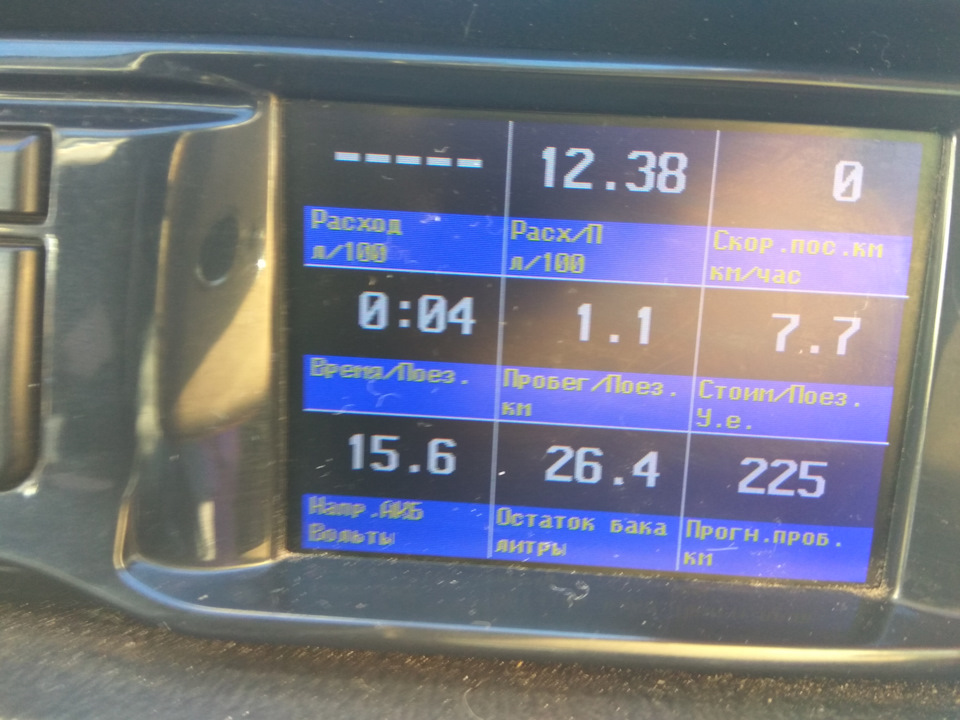 -----
12.38
0
Расход
л/100
Расх/П
л/100
Скор.пос.км
км/час
0:04
1.1
7.7
Время/Поез.
Пробег/Поез.
км
Стоим/Поез.
У.е.
15.6
26.4
225
Напр.АКБ
Вольты
Остаток бака
литры
Прогн.проб.
км